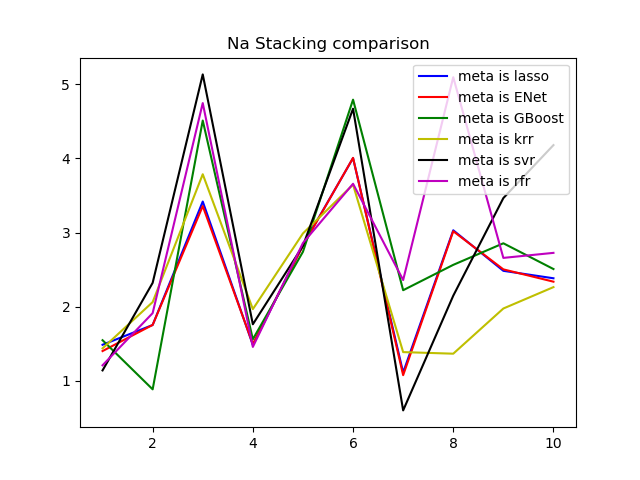 Na Stacking comparison
meta is lasso
meta is ENet
meta is GBoost
meta is krr
meta is svr
meta is rfr
5
4
3
2
1
2
4
6
8
10